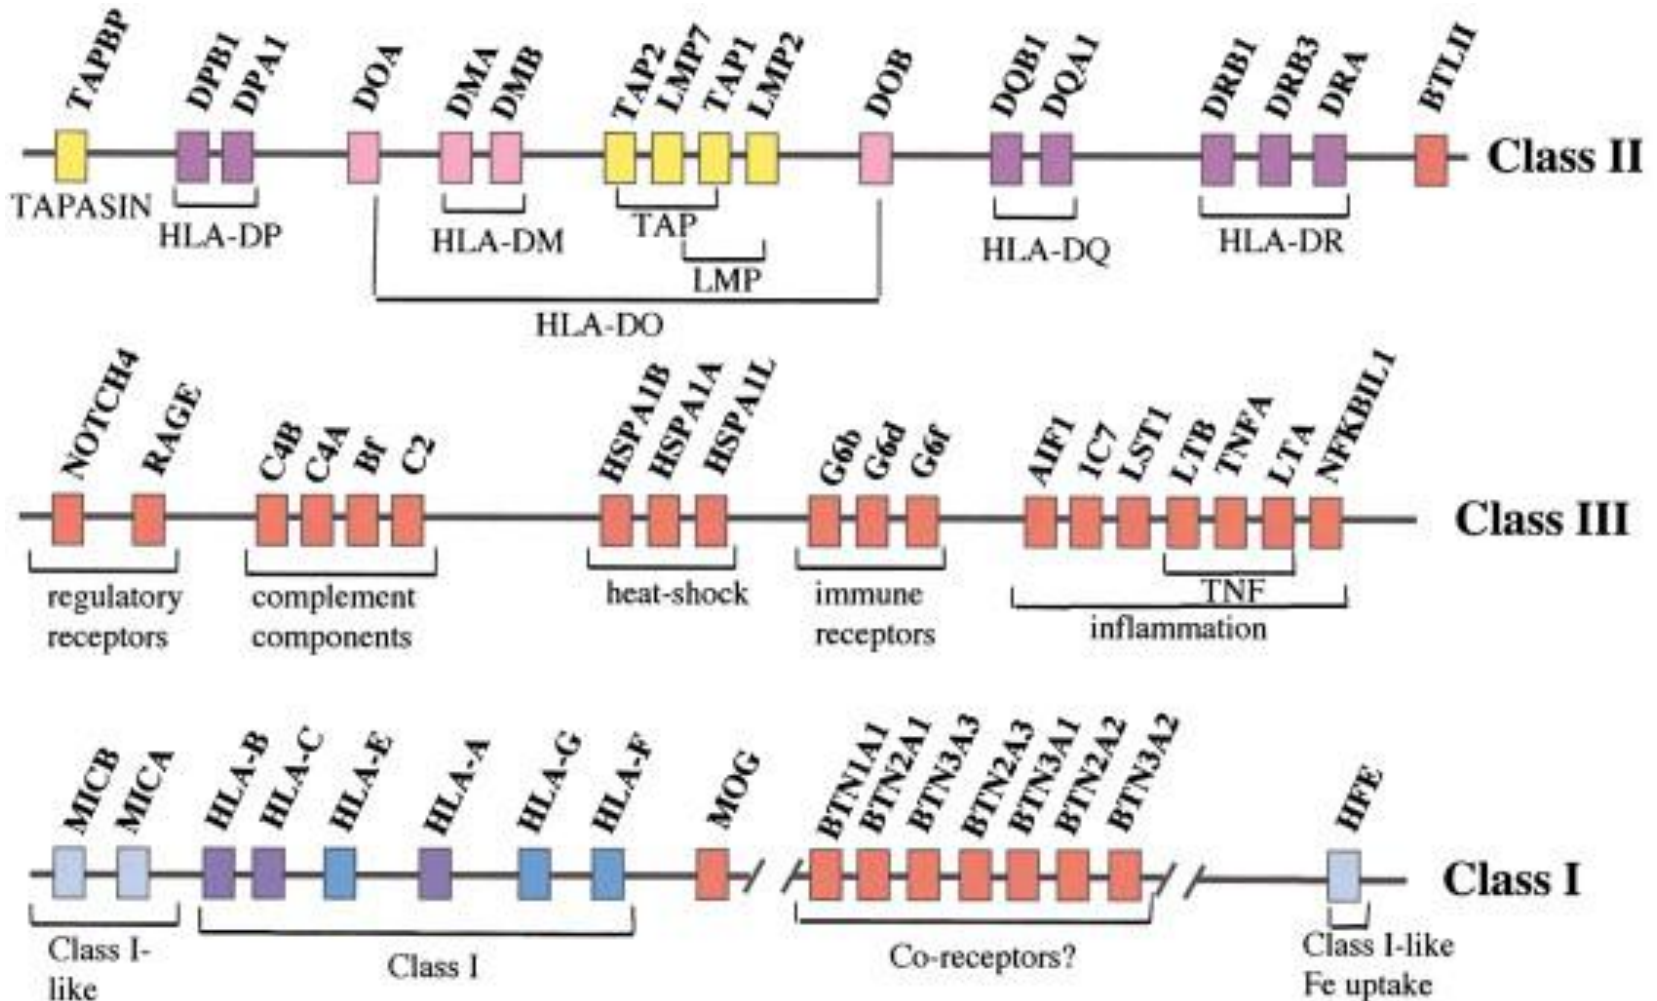 TAPBP DPB1 DPA1 DOA DMA DMB TAP2 LMP7 TAP1 LMP2 DOB DQB1 DQA1 DRB1 DRB3 DRA BTLII
Class II
TAPASIN HLA-DP HLA-DM TAP HLA-DQ HLA-DR
LMP
HLA-DO
NOTCH4 RAGE C4B C4A Bf C2 HSPA1B HSPA1A HSPA1L G6b G6d G6f AIF1 1C7 LST1 LTB TNFA LTA NFKBIL1
Class III
regulatory complement heat-shock immune TNF
receptors components receptors inflammation
MICB MICA HLA-B HLA-C HLA-E HLA-A HLA-G HLA-F MOG BTN1A1 BTN2A1 BTN3A3 BTN2A3 BTN3A1 BTN2A2 BTN3A2 HFE
Class I
Class I- Class I Co-receptors? Class I-like
like Fe uptake